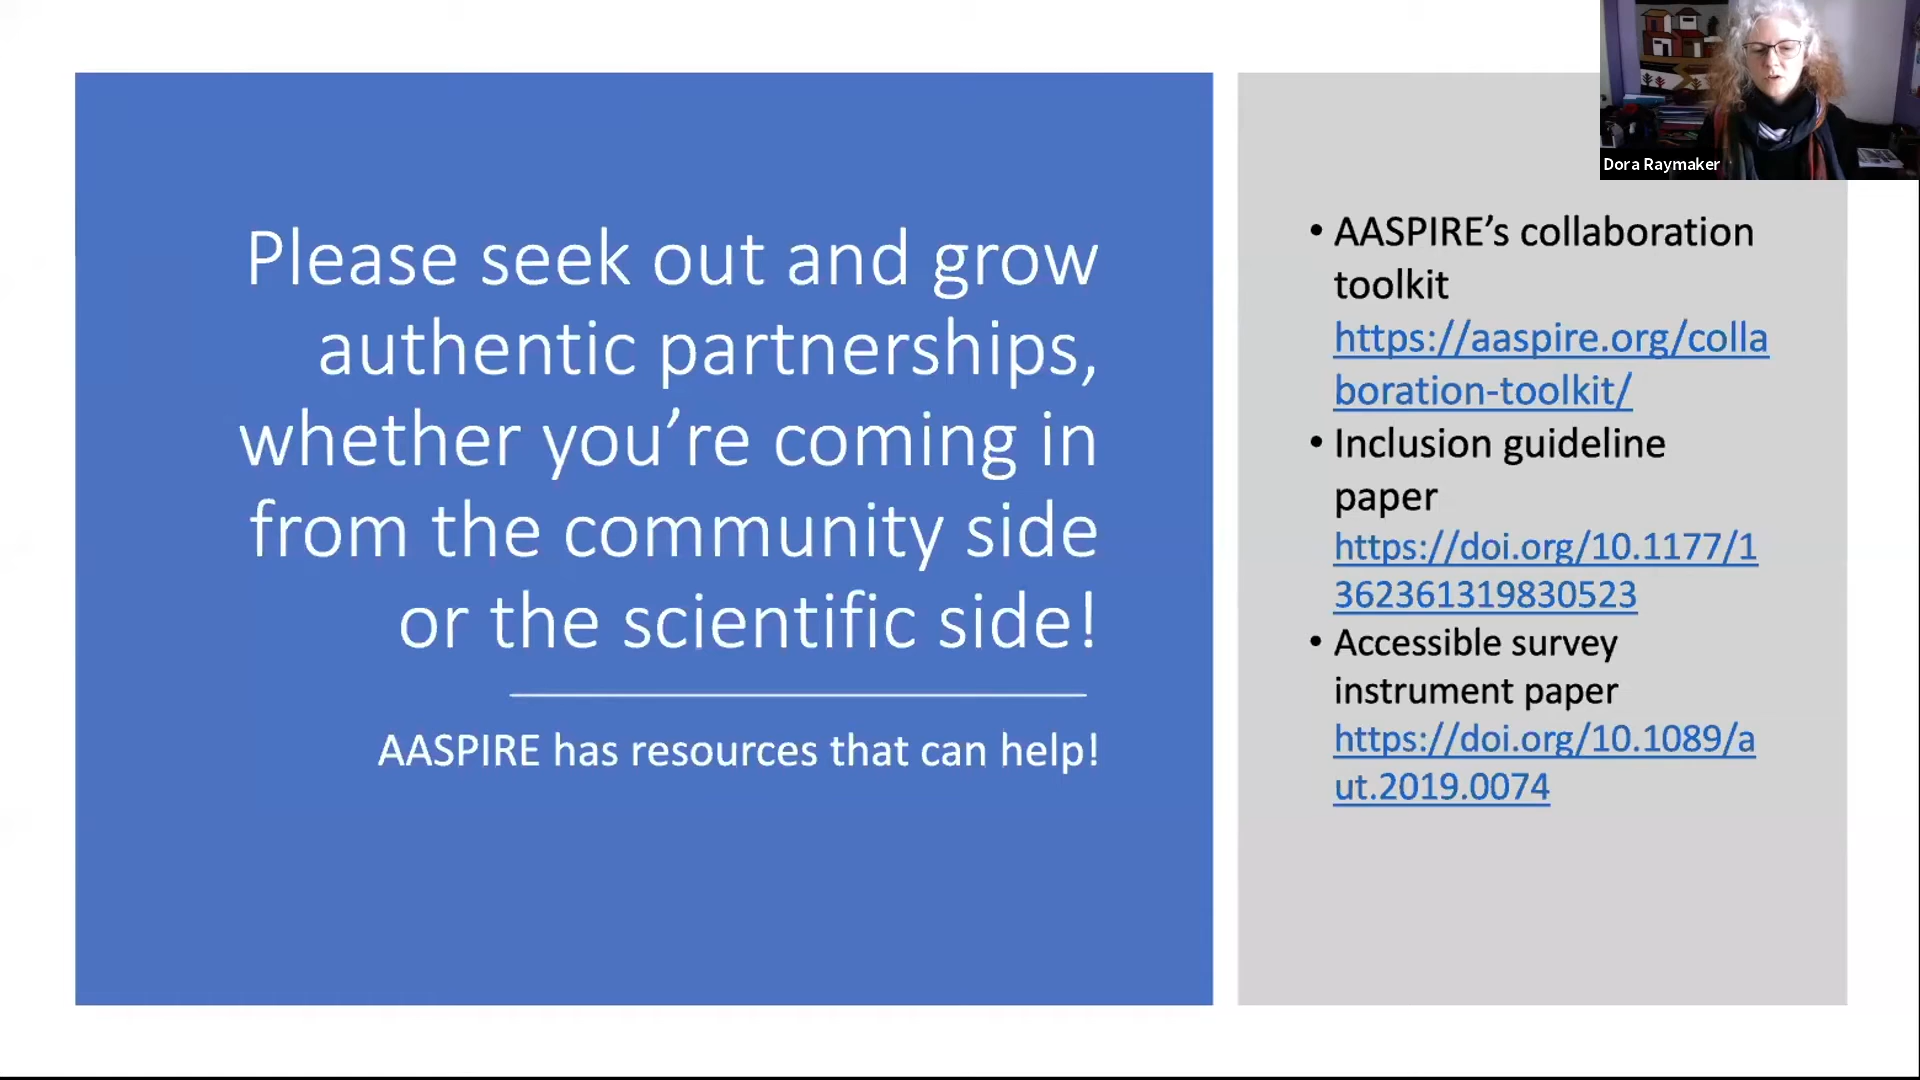 Please seek out and grow
authentic partnerships,
whether you’re coming in
from the community side
or the scientific side!
AASPIRE has resources that can help!
• AASPIRE’s collaboration
toolkit
https://aaspire.org/colla
boration-toolkit/
• Inclusion guideline
paper
https://doi.org/10.1177/1
362361319830523
• Accessible survey
instrument paper
https://doi.org/10.1089/a
ut.2019.0074
Dora Raymaker